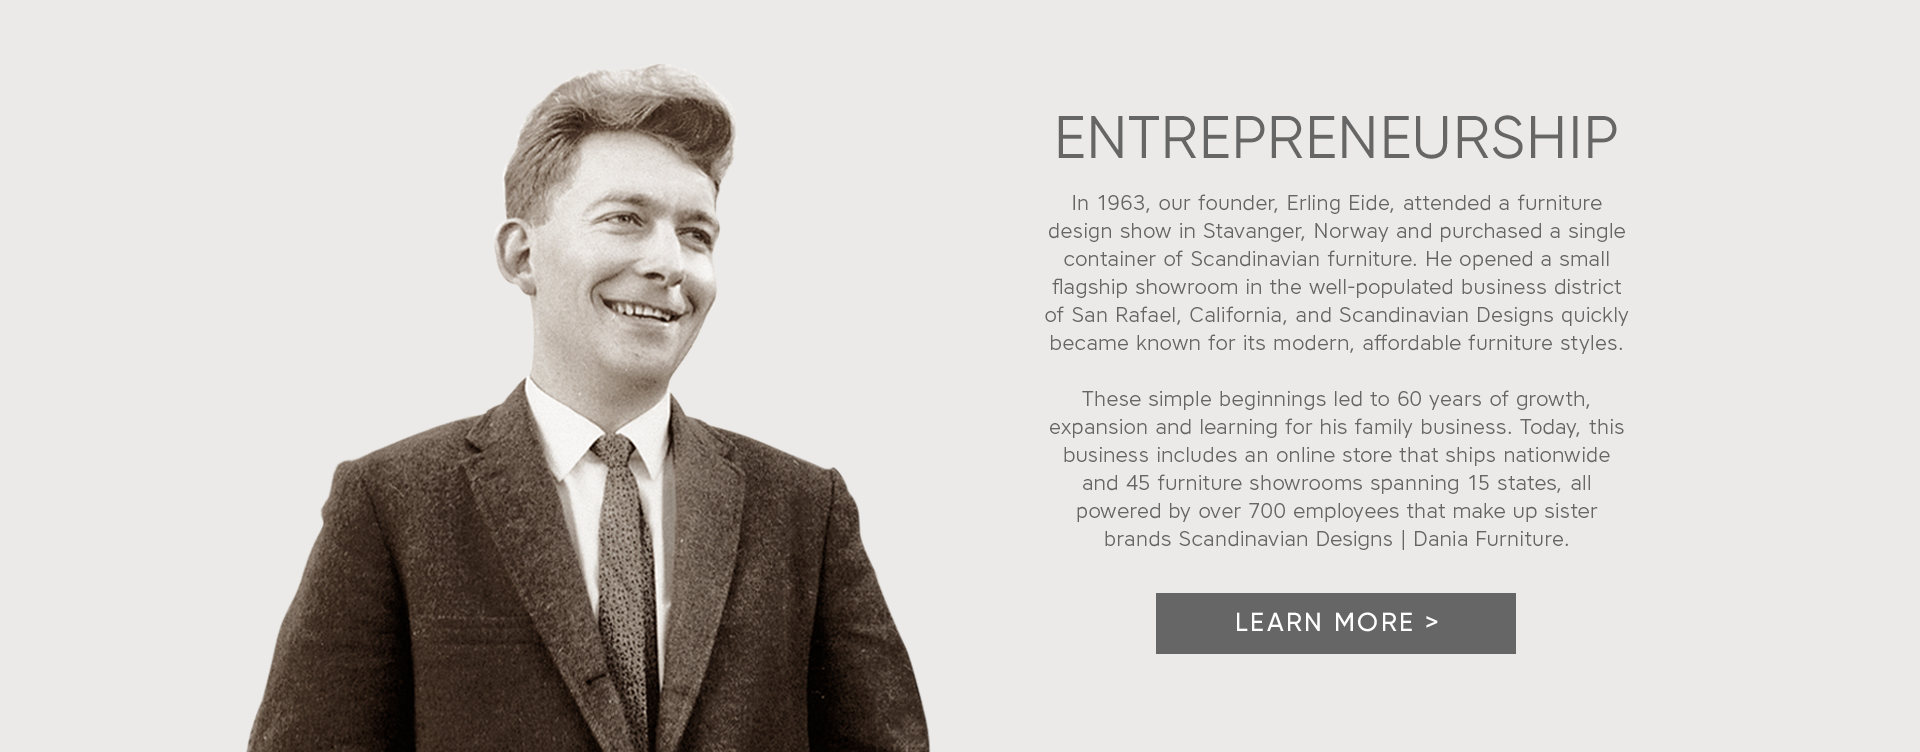 ENTREPRENEURSHIP
In 1963, our founder, Erling Eide, attended a furniture
design show in Stavanger, Norway and purchased a single
container of Scandinavian furniture. He opened a small
flagship showroom in the well-populated business district
of San Rafael, California, and Scandinavian Designs quickly
became known for its modern, affordable furniture styles.
These simple beginnings led to 60 years of growth,
expansion and learning for his family business. Today, this
business includes an online store that ships nationwide
and 45 furniture showrooms spanning 15 states, all
powered by over 700 employees that make up sister
brands Scandinavian Designs | Dania Furniture.
LEARN MORE >